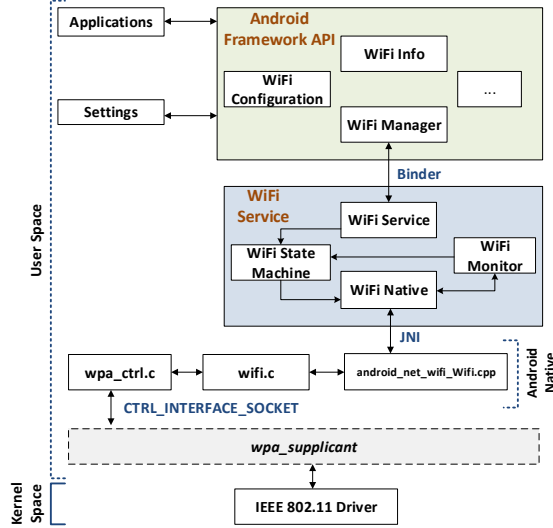 Applications
Android
Framework API
WiFi Info
WiFi
Configuration
...
Settings
WiFi Manager
Binder
WiFi
Service
WiFi Service
WiFi State
Machine
WiFi
Monitor
WiFi Native
User Space
JNI
wpa_ctrl.c
wifi.c
android_net_wifi_Wifi.cpp
Android
Native
CTRL_INTERFACE_SOCKET
wpa_supplicant
Kernel
Space
IEEE 802.11 Driver